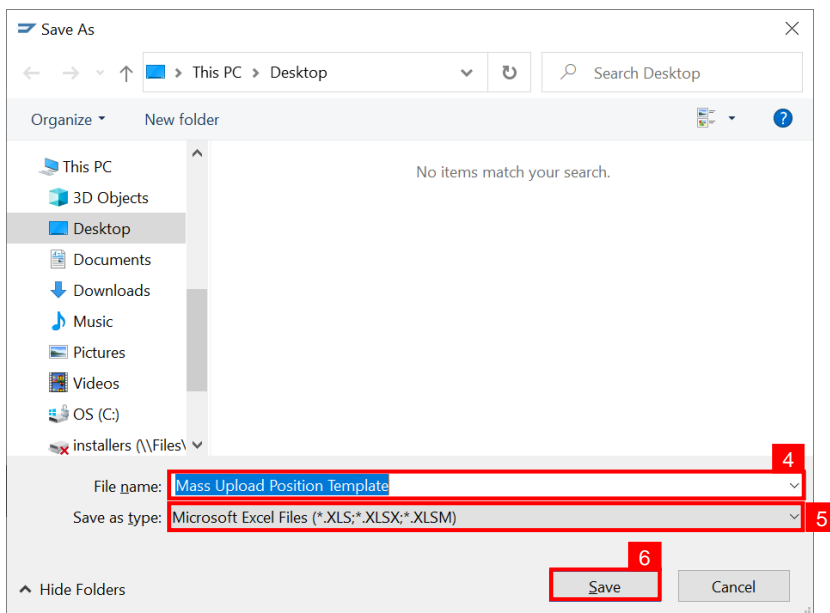 Save As
This PC > Desktop
Search Desktop
Organize
New folder
This PC
No items match your search.
3D Objects
Desktop
Documents
Downloads
Music
Pictures
Videos
OS (C:)
installers (\\Files\
4
File name: Mass Upload Position Template
Save as type: Microsoft Excel Files (*.XLS;*.XLSX;*.XLSM)
5
6
Hide Folders
Save
Cancel